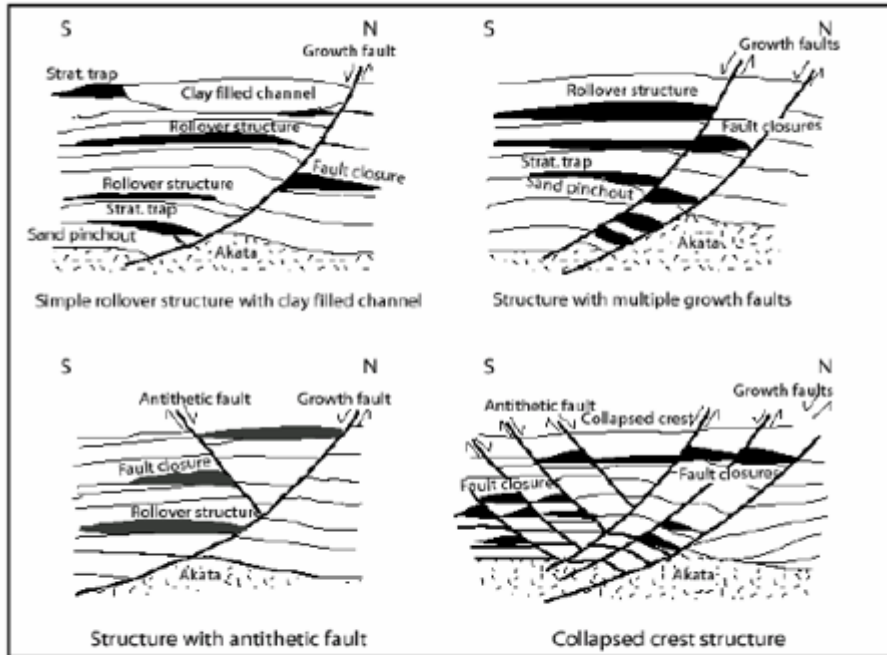 S
N
Growth fault
Strat. trap
Clay filled channel
Rollover structure
Fault closure
Rollover structure
Strat. trap
Sand pinchout
Akata
Simple rollover structure with clay filled channel
S
N
Growth faults
Rollover structure
Fault closures
Strat. trap
Sand pinchout
Akata
Structure with multiple growth faults
S
N
Antithetic fault
Growth fault
Fault closure
Rollover structure
Akata
Structure with antithetic fault
S
N
Growth faults
Antithetic fault
Collapsed crest
Fault closure
Fault closures
Akata
Collapsed crest structure